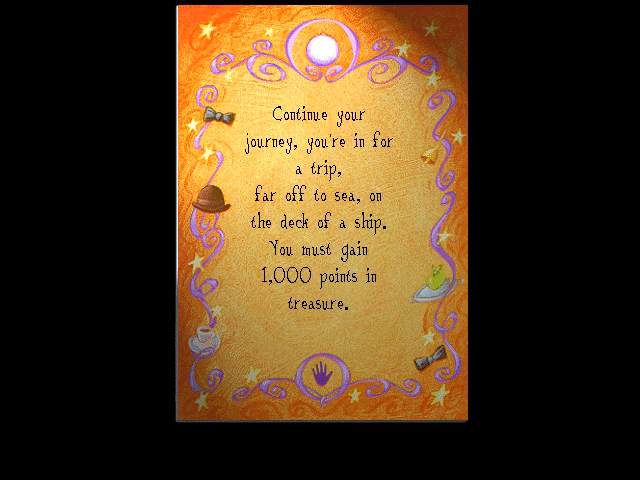 Continue your
journey, you're in for
a trip,
far off to sea, on
the deck of a ship.
You must gain
1,000 points in
treasure.